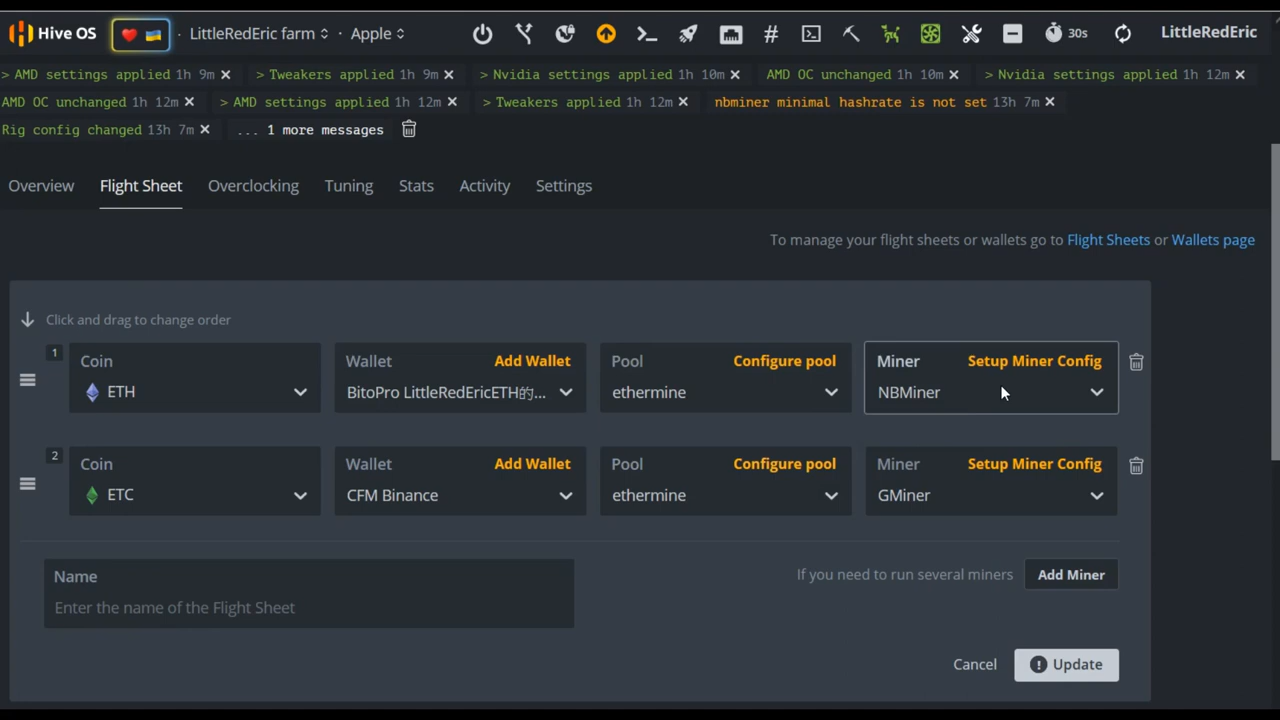 Hive OS · LittleRedEric farm · Apple # 30s LittleRedEric
> AMD settings applied 1h 9m × > Tweakers applied 1h 9m × > Nvidia settings applied 1h 10m × AMD OC unchanged 1h 10m × > Nvidia settings applied 1h 12m ×
AMD OC unchanged 1h 12m × > AMD settings applied 1h 12m × > Tweakers applied 1h 12m × nbminer minimal hashrate is not set 13h 7m ×
Rig config changed 13h 7m × ... 1 more messages
Overview Flight Sheet Overclocking Tuning Stats Activity Settings
To manage your flight sheets or wallets go to Flight Sheets or Wallets page
Click and drag to change order
1 Coin Wallet Add Wallet Pool Configure pool Miner Setup Miner Config
ETH BitoPro LittleRedEricETH的... ethermine NBMiner
2 Coin Wallet Add Wallet Pool Configure pool Miner Setup Miner Config
ETC CFM Binance ethermine GMiner
Name
If you need to run several miners Add Miner
Enter the name of the Flight Sheet
Cancel Update